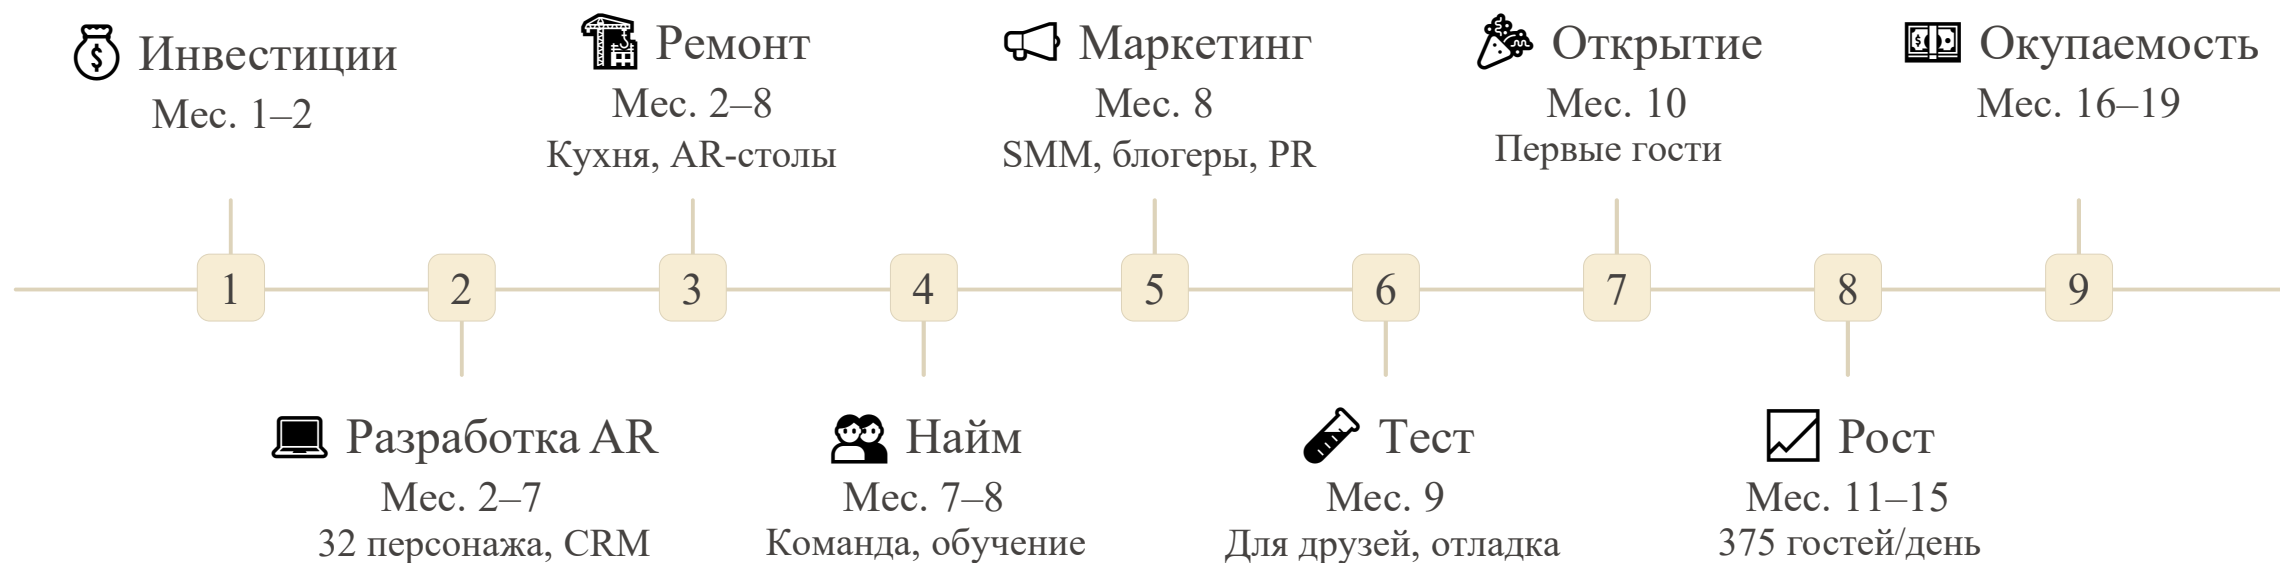 Инвестиции
Мес. 1–2
Ремонт
Мес. 2–8
Кухня, AR-столы
Маркетинг
Мес. 8
SMM, блогеры, PR
Открытие
Мес. 10
Первые гости
Окупаемость
Мес. 16–19
1 2 3 4 5 6 7 8 9
Разработка AR
Мес. 2–7
32 персонажа, CRM
Найм
Мес. 7–8
Команда, обучение
Тест
Мес. 9
Для друзей, отладка
Рост
Мес. 11–15
375 гостей/день